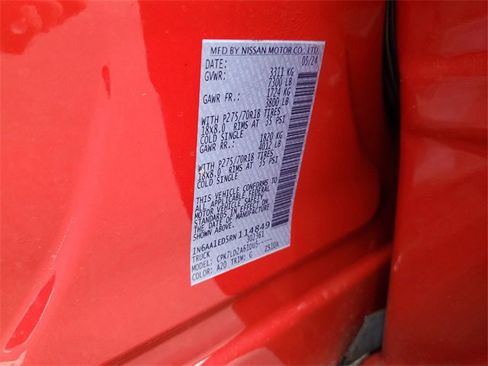 MFD BY NISSAN MOTOR CO., LTD.
DATE: 05/24
GVWR: 3311 KG
7300 LB
GAWR FR.: 1724 KG
3800 LB
WITH P275/70R18 TIRES
18X8.0 RIMS AT 35 PSI
COLD SINGLE
GAWR RR.: 1820 KG
4012 LB
WITH P275/70R18 TIRES
18X8.0 RIMS AT 35 PSI
COLD SINGLE
THIS VEHICLE CONFORMS TO
ALL APPLICABLE FEDERAL
MOTOR VEHICLE SAFETY
STANDARDS IN EFFECT ON
THE DATE OF MANUFACTURE
SHOWN ABOVE.
1N6AA1ED5RN114849
TRUCK
MODEL:
COLOR: A20 TRIM: G